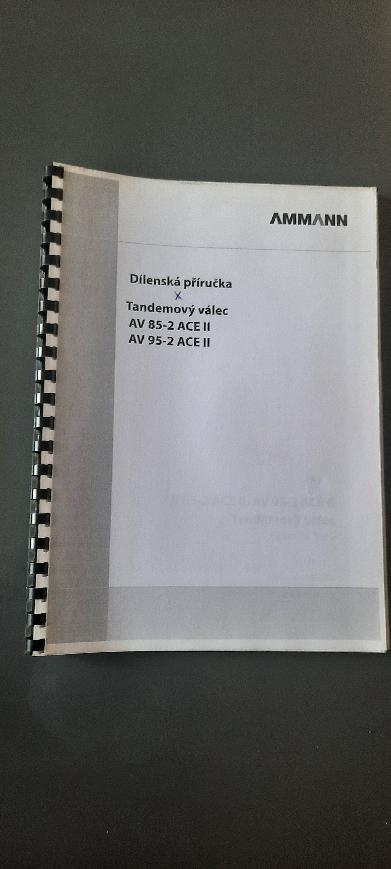 AMMANN
Dílenská příručka
x
Tandemový válec
AV 85-2 ACE II
AV 95-2 ACE II